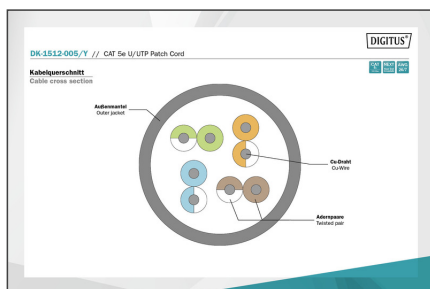 DIGITUS®
DK-1512-005/Y // CAT 5e U/UTP Patch Cord
Kabelquerschnitt
Cable cross section
Außenmantel
Outer jacket
Cu-Draht
Cu-Wire
Adernpaare
Twisted pair